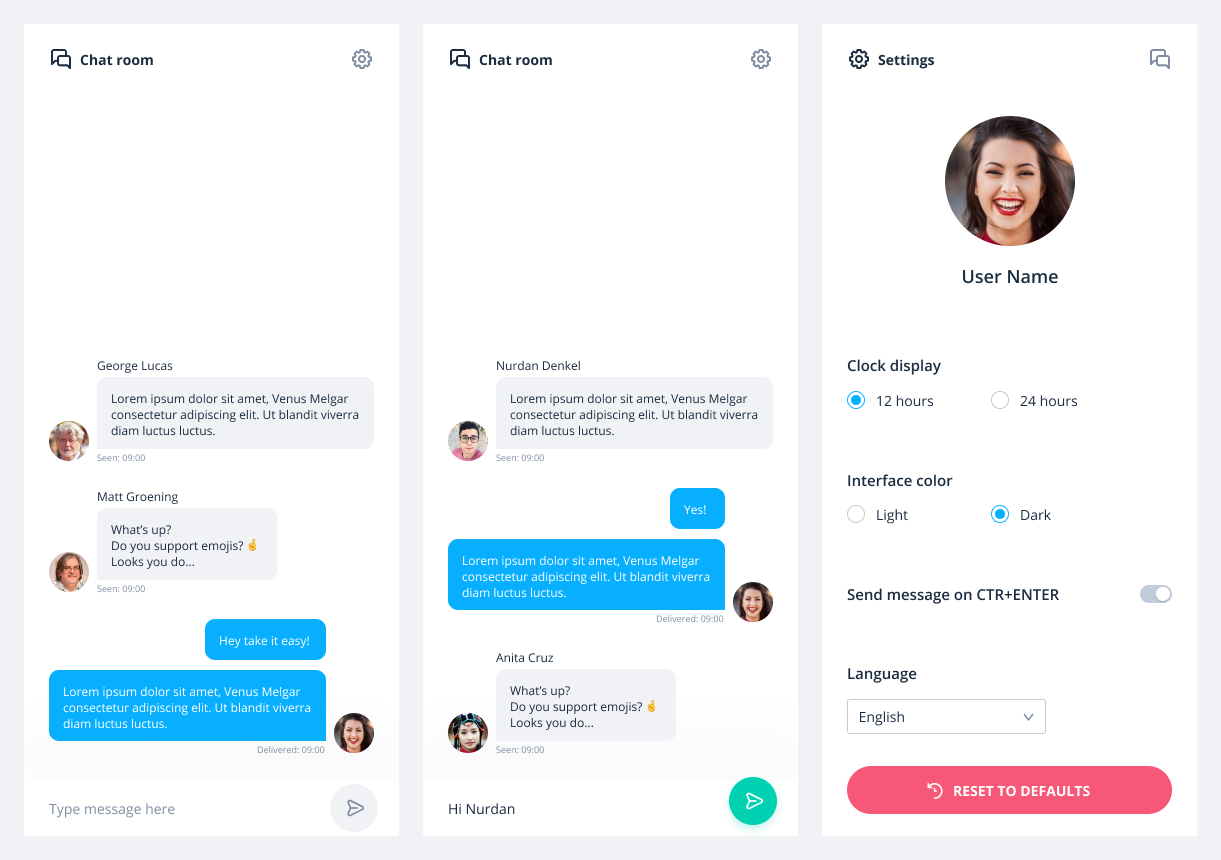 Chat room
George Lucas
Lorem ipsum dolor sit amet, Venus Melgar
consectetur adipiscing elit. Ut blandit viverra
diam luctus luctus.
Seen: 09:00
Matt Groening
What's up?
Do you support emojis? 🤞
Looks you do...
Seen: 09:00
Hey take it easy!
Lorem ipsum dolor sit amet, Venus Melgar
consectetur adipiscing elit. Ut blandit viverra
diam luctus luctus.
Delivered: 09:00
Type message here
Chat room
Nurdan Denkel
Lorem ipsum dolor sit amet, Venus Melgar
consectetur adipiscing elit. Ut blandit viverra
diam luctus luctus.
Seen: 09:00
Yes!
Lorem ipsum dolor sit amet, Venus Melgar
consectetur adipiscing elit. Ut blandit viverra
diam luctus luctus.
Delivered: 09:00
Anita Cruz
What's up?
Do you support emojis? 🤞
Looks you do...
Seen: 09:00
Hi Nurdan
Settings
User Name
Clock display
12 hours 24 hours
Interface color
Light Dark
Send message on CTR+ENTER
Language
English
RESET TO DEFAULTS